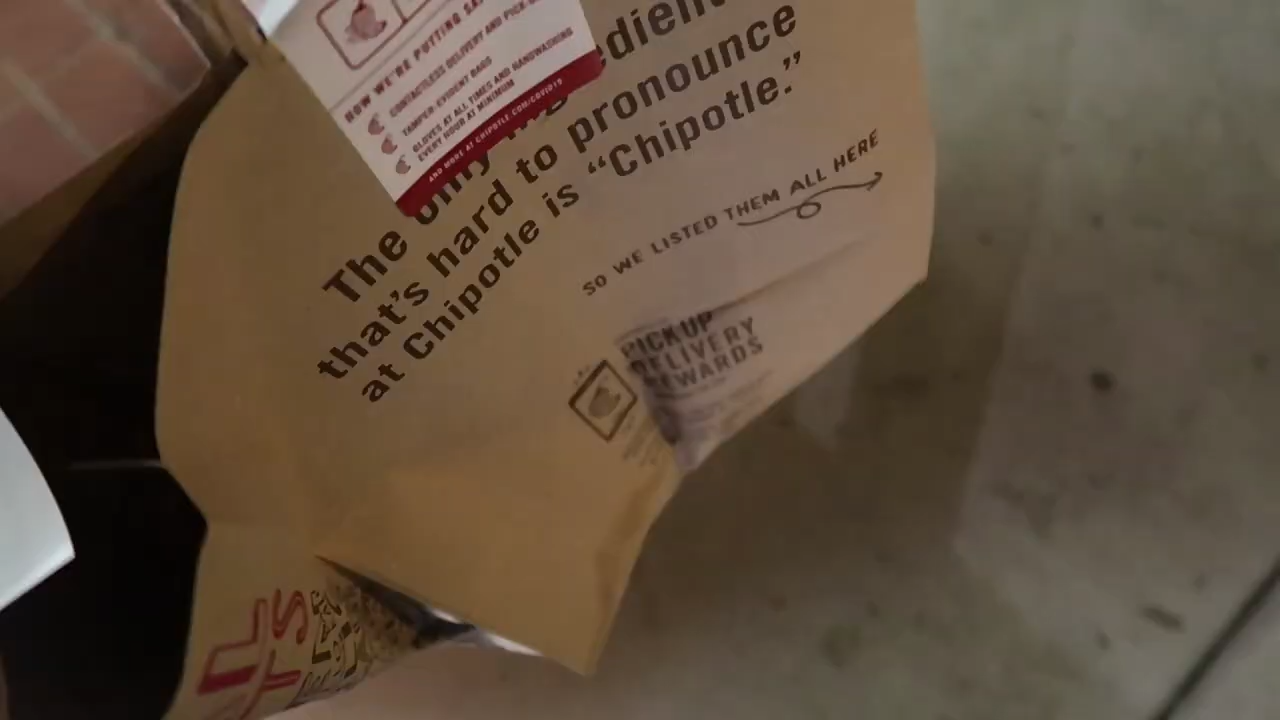 HOW WE'RE PUTTING
CONTACTLESS DELIVERY AND
TAMPER-EVIDENT BAGS
GLOVES AT ALL TIMES AND HANDWASHING
EVERY HOUR AT MINIMUM
AND MORE AT CHIPOTLE.COM/COVID19
The only
that's hard to pronounce
at Chipotle is “Chipotle.”
SO WE LISTED THEM ALL HERE
PICK UP
DELIVERY
REWARDS